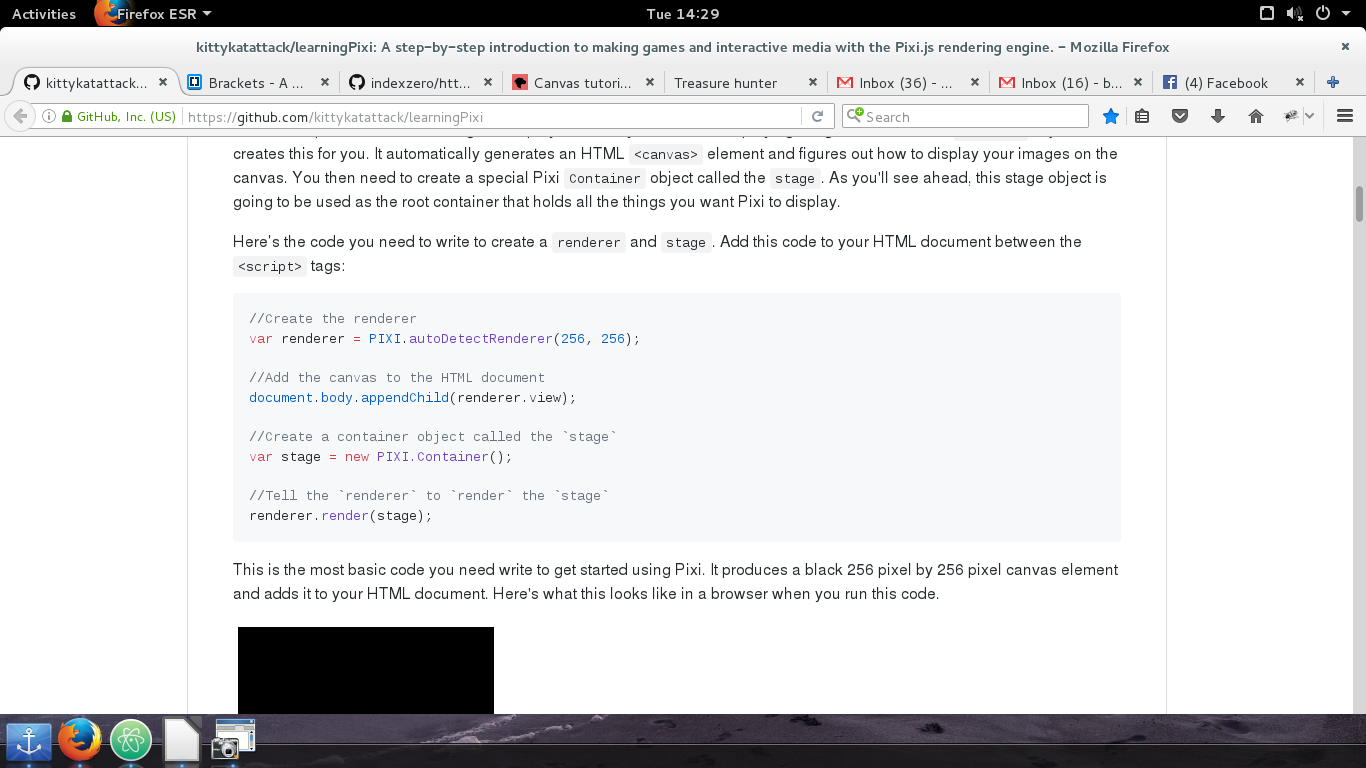 Activities Firefox ESR Tue 14:29
kittykatattack/learningPixi: A step-by-step introduction to making games and interactive media with the Pixi.js rendering engine. - Mozilla Firefox
kittykatattack... Brackets - A ... indexzero/htt... Canvas tutori... Treasure hunter Inbox (36) - ... Inbox (16) - b... (4) Facebook
GitHub, Inc. (US) https://github.com/kittykatattack/learningPixi Search
creates this for you. It automatically generates an HTML <canvas> element and figures out how to display your images on the
canvas. You then need to create a special Pixi Container object called the stage. As you'll see ahead, this stage object is
going to be used as the root container that holds all the things you want Pixi to display.
Here's the code you need to write to create a renderer and stage. Add this code to your HTML document between the
<script> tags:
//Create the renderer
var renderer = PIXI.autoDetectRenderer(256, 256);
//Add the canvas to the HTML document
document.body.appendChild(renderer.view);
//Create a container object called the `stage`
var stage = new PIXI.Container();
//Tell the `renderer` to `render` the `stage`
renderer.render(stage);
This is the most basic code you need write to get started using Pixi. It produces a black 256 pixel by 256 pixel canvas element
and adds it to your HTML document. Here's what this looks like in a browser when you run this code.